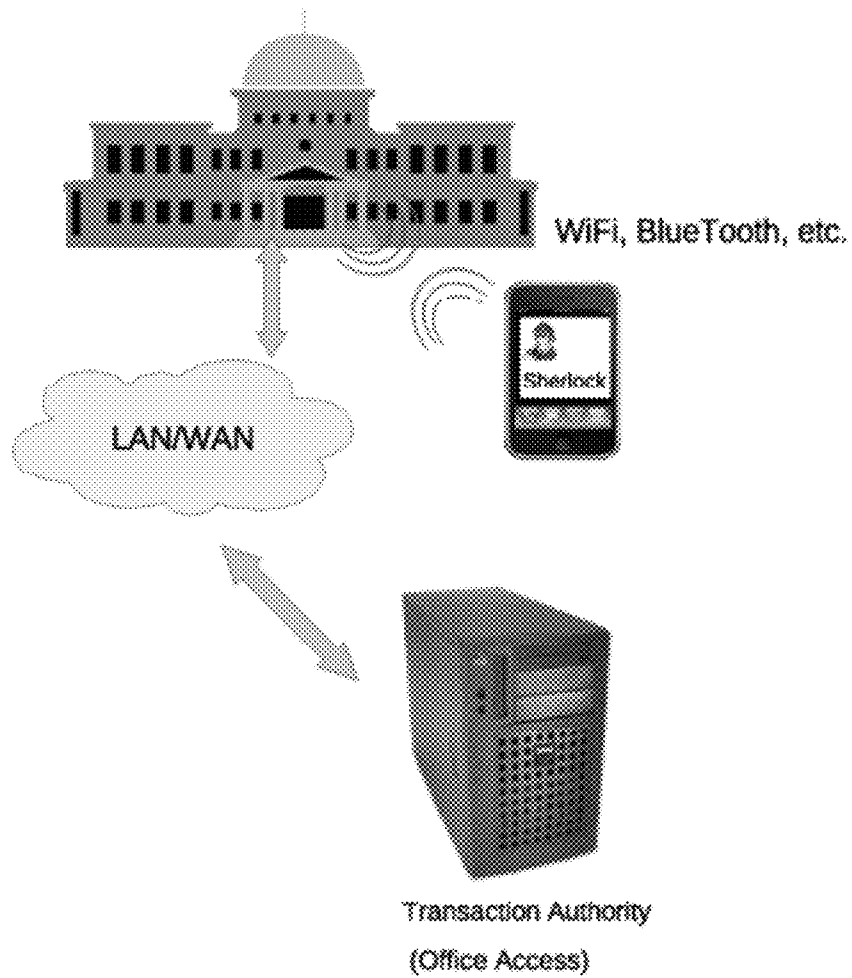 WiFi, BlueTooth, etc.
Sherlock
LAN/WAN
Transaction Authority
(Office Access)